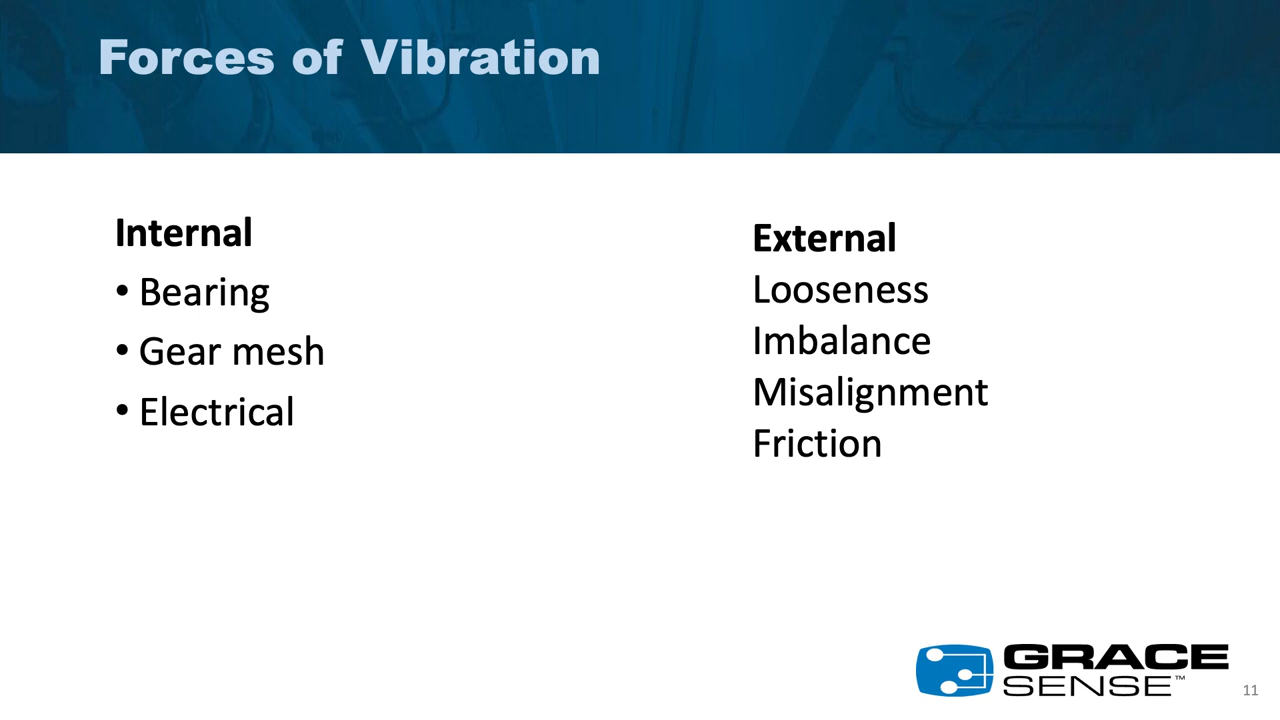 Forces of Vibration
Internal
• Bearing
• Gear mesh
• Electrical
External
Looseness
Imbalance
Misalignment
Friction
GRACE
SENSE™
11